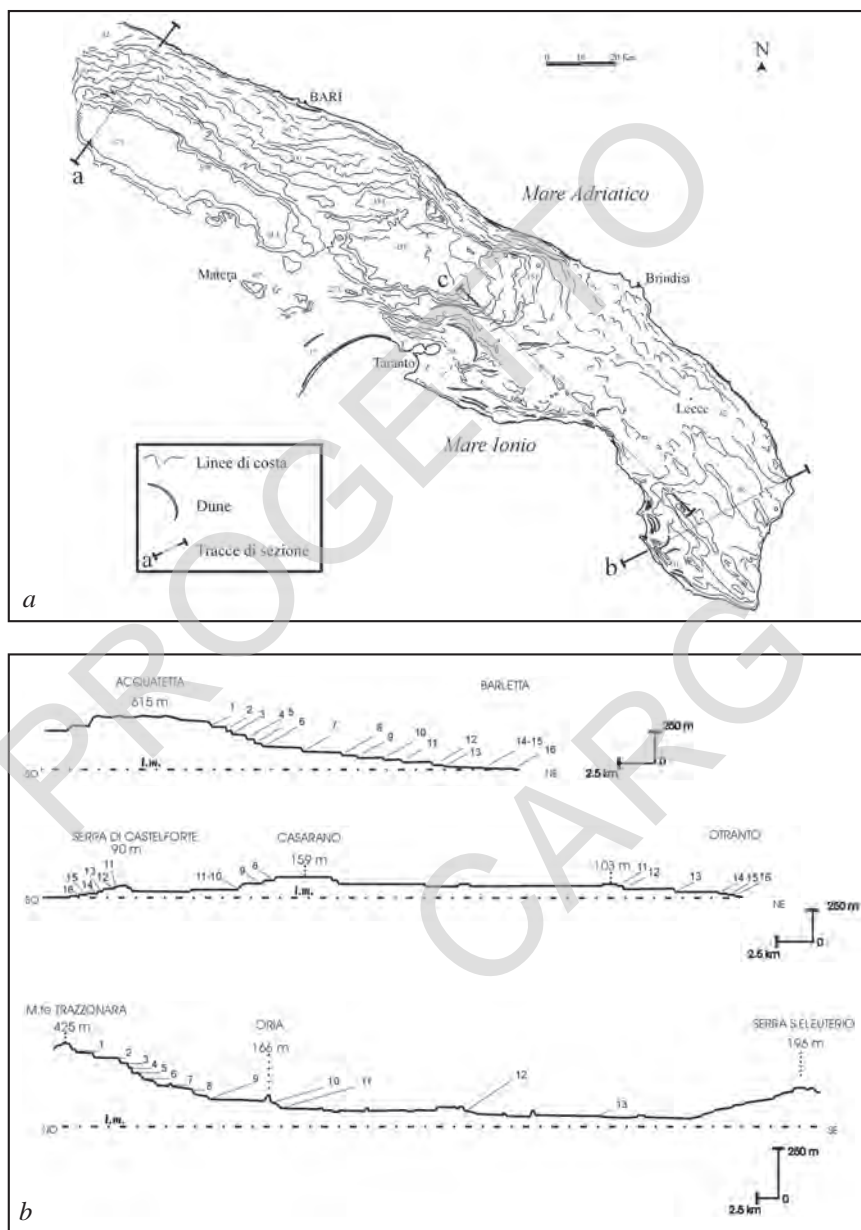 0 10 20 Km
N
BARI
a
Mare Adriatico
Matera
c
Brindisi
Taranto
Lecce
Mare Ionio
Linee di costa
Dune
a Tracce di sezione
b
a
PROGETTO
CARG
ACQUATETTA
615 m
BARLETTA
1 2 3 4 5 6 7 8 9 10 11 12 13 14-15 16
l.m.
SO
NE
250 m
2.5 km
0
SERRA DI CASTELFORTE
90 m
CASARANO
159 m
103 m
OTRANTO
16 15 14 13 12 11 11-10 9 8 11 12 13 14 15 16
l.m.
SO
NE
250 m
2.5 km
0
M.te TRAZZONARA
425 m
ORIA
166 m
SERRA S.ELEUTERIO
196 m
1 2 3 4 5 6 7 8 9 10 11 12 13
l.m.
NO
SE
250 m
2.5 km
0
b